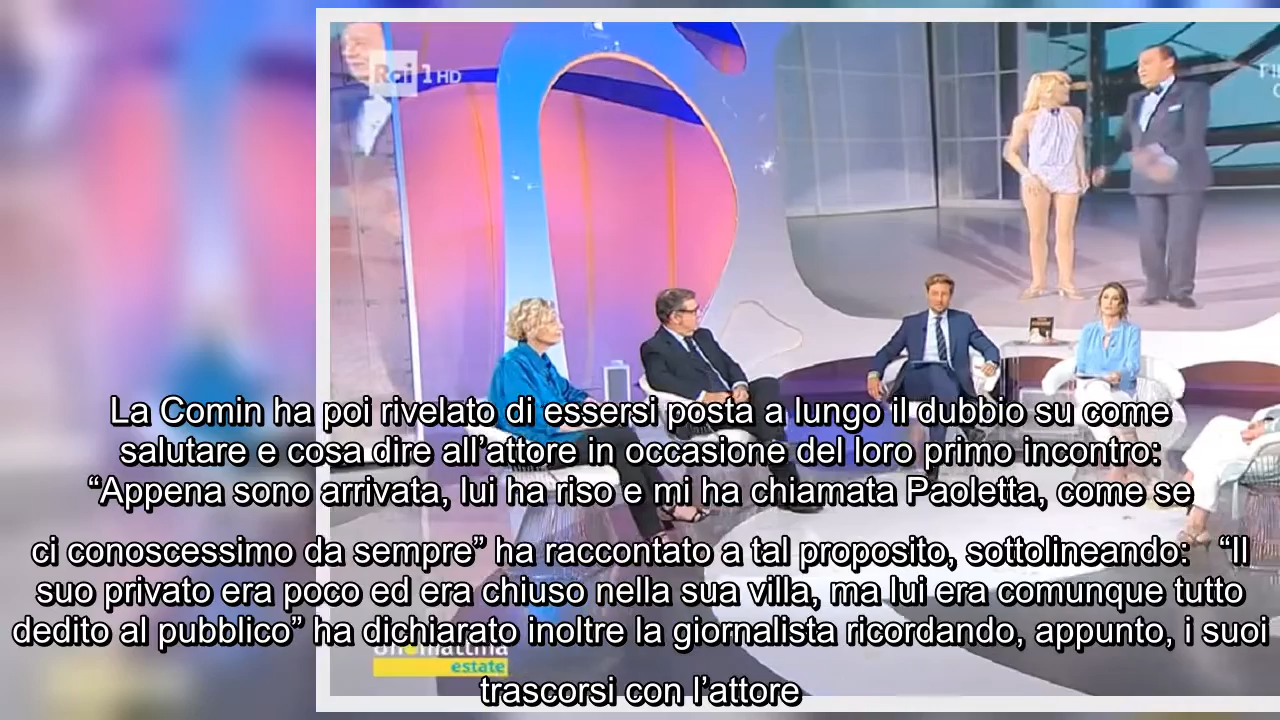 Rai 1 HD
La Comin ha poi rivelato di essersi posta a lungo il dubbio su come
salutare e cosa dire all’attore in occasione del loro primo incontro:
“Appena sono arrivata, lui ha riso e mi ha chiamata Paoletta, come se
ci conoscessimo da sempre” ha raccontato a tal proposito, sottolineando: “Il
suo privato era poco ed era chiuso nella sua villa, ma lui era comunque tutto
dedito al pubblico” ha dichiarato inoltre la giornalista ricordando, appunto, i suoi
unomattina
estate
trascorsi con l’attore